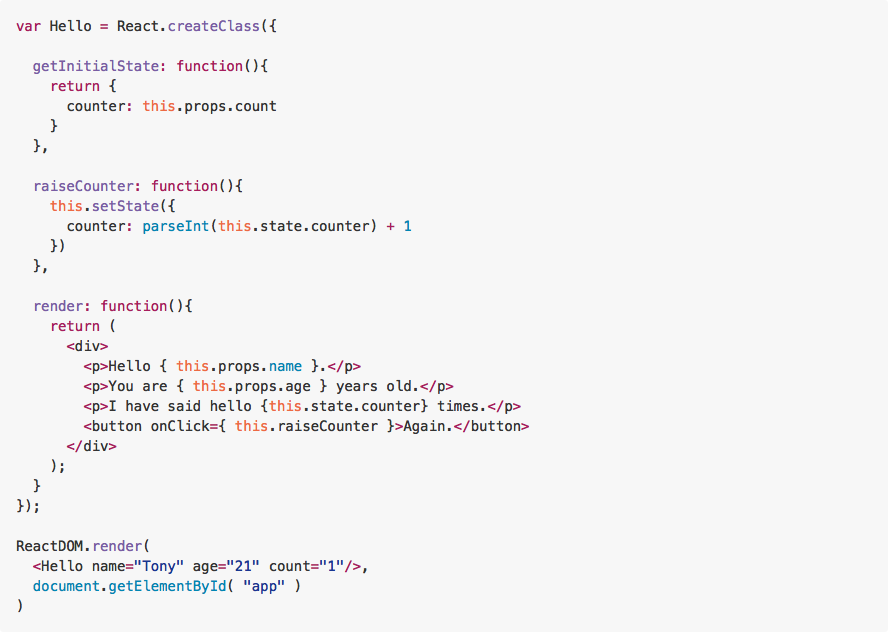 var Hello = React.createClass({

  getInitialState: function(){
    return {
      counter: this.props.count
    }
  },

  raiseCounter: function(){
    this.setState({
      counter: parseInt(this.state.counter) + 1
    })
  },

  render: function(){
    return (
      <div>
        <p>Hello { this.props.name }.</p>
        <p>You are { this.props.age } years old.</p>
        <p>I have said hello {this.state.counter} times.</p>
        <button onClick={ this.raiseCounter }>Again.</button>
      </div>
    );
  }
});

ReactDOM.render(
  <Hello name="Tony" age="21" count="1"/>,
  document.getElementById( "app" )
)